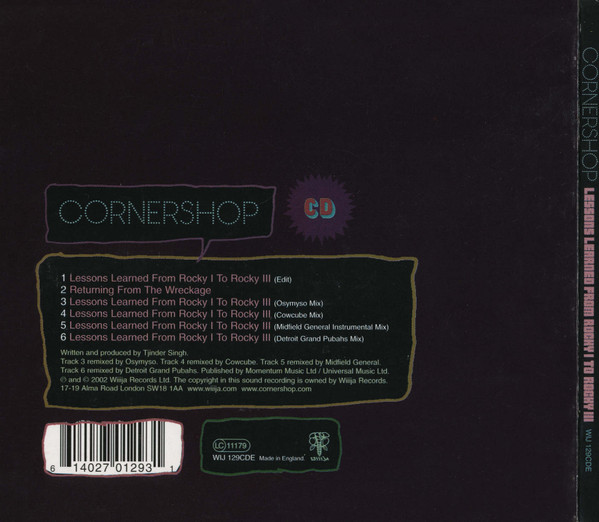 CORNERSHOP
CD
1 Lessons Learned From Rocky I To Rocky III (Edit)
2 Returning From The Wreckage
3 Lessons Learned From Rocky I To Rocky III (Osymyso Mix)
4 Lessons Learned From Rocky I To Rocky III (Cowcube Mix)
5 Lessons Learned From Rocky I To Rocky III (Midfield General Instrumental Mix)
6 Lessons Learned From Rocky I To Rocky III (Detroit Grand Pubahs Mix)
Written and produced by Tjinder Singh.
Track 3 remixed by Osymyso. Track 4 remixed by Cowcube. Track 5 remixed by Midfield General.
Track 6 remixed by Detroit Grand Pubahs. Published by Momentum Music Ltd / Universal Music Ltd.
℗ and © 2002 Wiiija Records Ltd. The copyright in this sound recording is owned by Wiiija Records.
17-19 Alma Road London SW18 1AA www.wiiija.com www.cornershop.com
6 14027 01293 1
LC 11179
WIJ 129CDE Made in England.
wiiija
CORNERSHOP LESSONS LEARNED FROM ROCKY I TO ROCKY III WIJ 129CDE